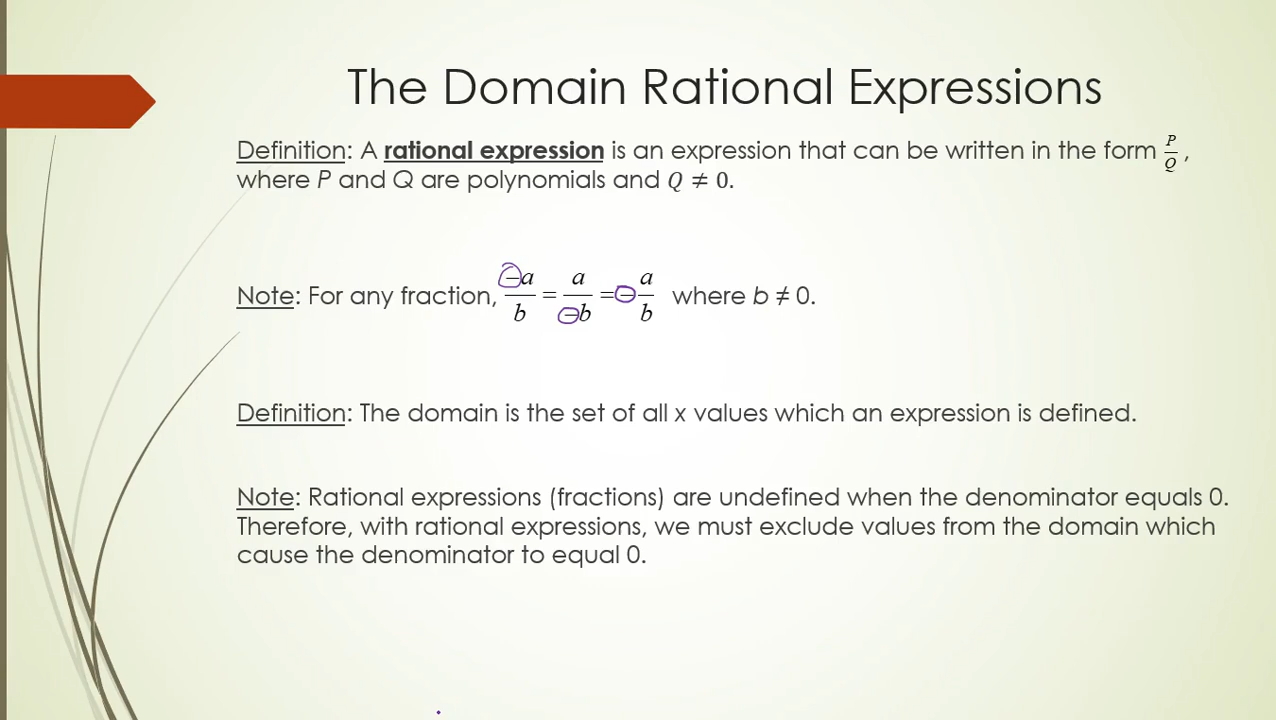 The Domain Rational Expressions
Definition: A rational expression is an expression that can be written in the form P/Q ,
where P and Q are polynomials and Q ≠ 0.
Note: For any fraction, −a/b = a/−b = −a/b where b ≠ 0.
Definition: The domain is the set of all x values which an expression is defined.
Note: Rational expressions (fractions) are undefined when the denominator equals 0.
Therefore, with rational expressions, we must exclude values from the domain which
cause the denominator to equal 0.